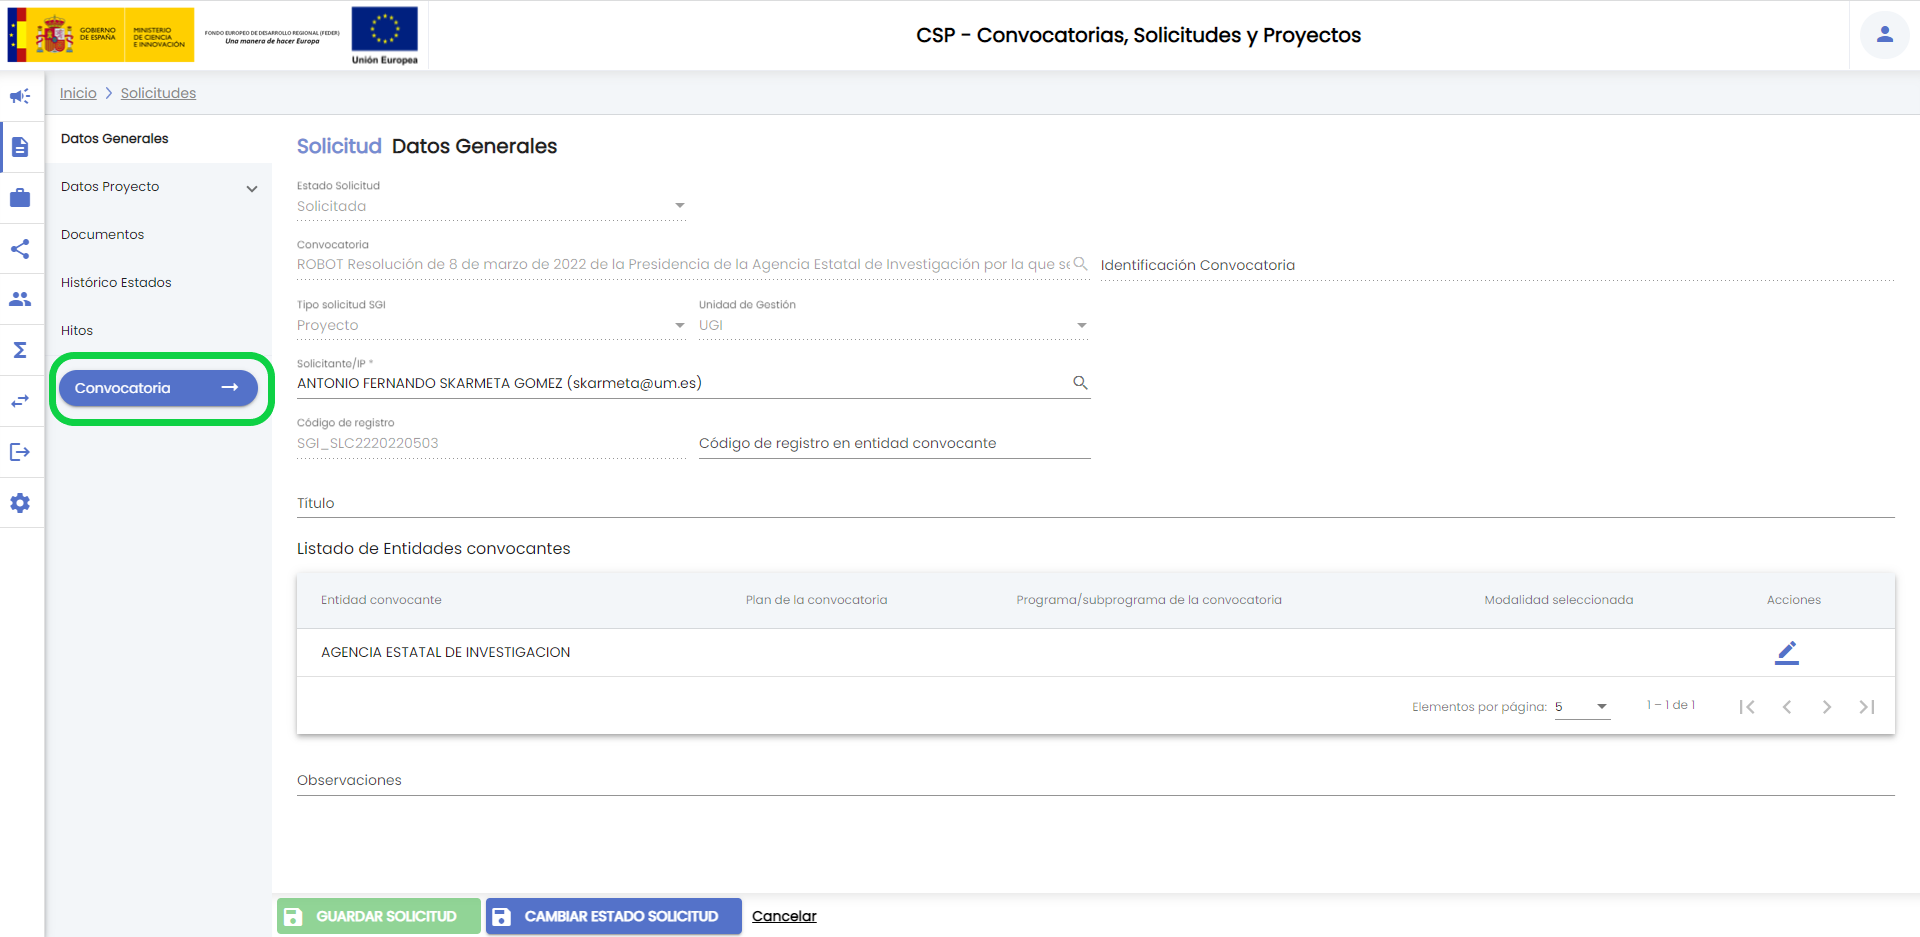 GOBIERNO
DE ESPAÑA
MINISTERIO
DE CIENCIA
E INNOVACIÓN
FONDO EUROPEO DE DESARROLLO REGIONAL (FEDER)
Una manera de hacer Europa
Unión Europea
CSP - Convocatorias, Solicitudes y Proyectos
Inicio > Solicitudes
Datos Generales
Datos Proyecto
Documentos
Histórico Estados
Hitos
Convocatoria →
Solicitud Datos Generales
Estado Solicitud
Solicitada
Convocatoria
ROBOT Resolución de 8 de marzo de 2022 de la Presidencia de la Agencia Estatal de Investigación por la que se
Identificación Convocatoria
Tipo solicitud SGI
Proyecto
Unidad de Gestión
UGI
Solicitante/IP *
ANTONIO FERNANDO SKARMETA GOMEZ (skarmeta@um.es)
Código de registro
SGI_SLC2220220503
Código de registro en entidad convocante
Título
Listado de Entidades convocantes
Entidad convocante Plan de la convocatoria Programa/subprograma de la convocatoria Modalidad seleccionada Acciones
AGENCIA ESTATAL DE INVESTIGACION
Elementos por página: 5 1 – 1 de 1
Observaciones
GUARDAR SOLICITUD CAMBIAR ESTADO SOLICITUD Cancelar